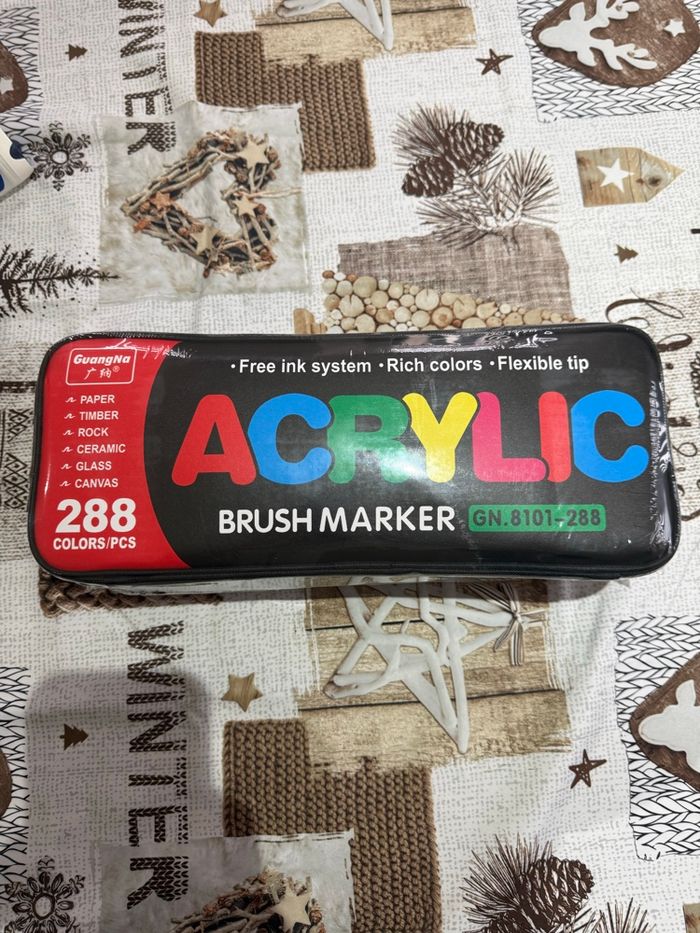 WINTER
GuangNa
广纳®
•Free ink system •Rich colors •Flexible tip
PAPER
TIMBER
ROCK
CERAMIC
GLASS
CANVAS
ACRYLIC
288
COLORS/PCS
BRUSH MARKER GN.8101-288
WINTER